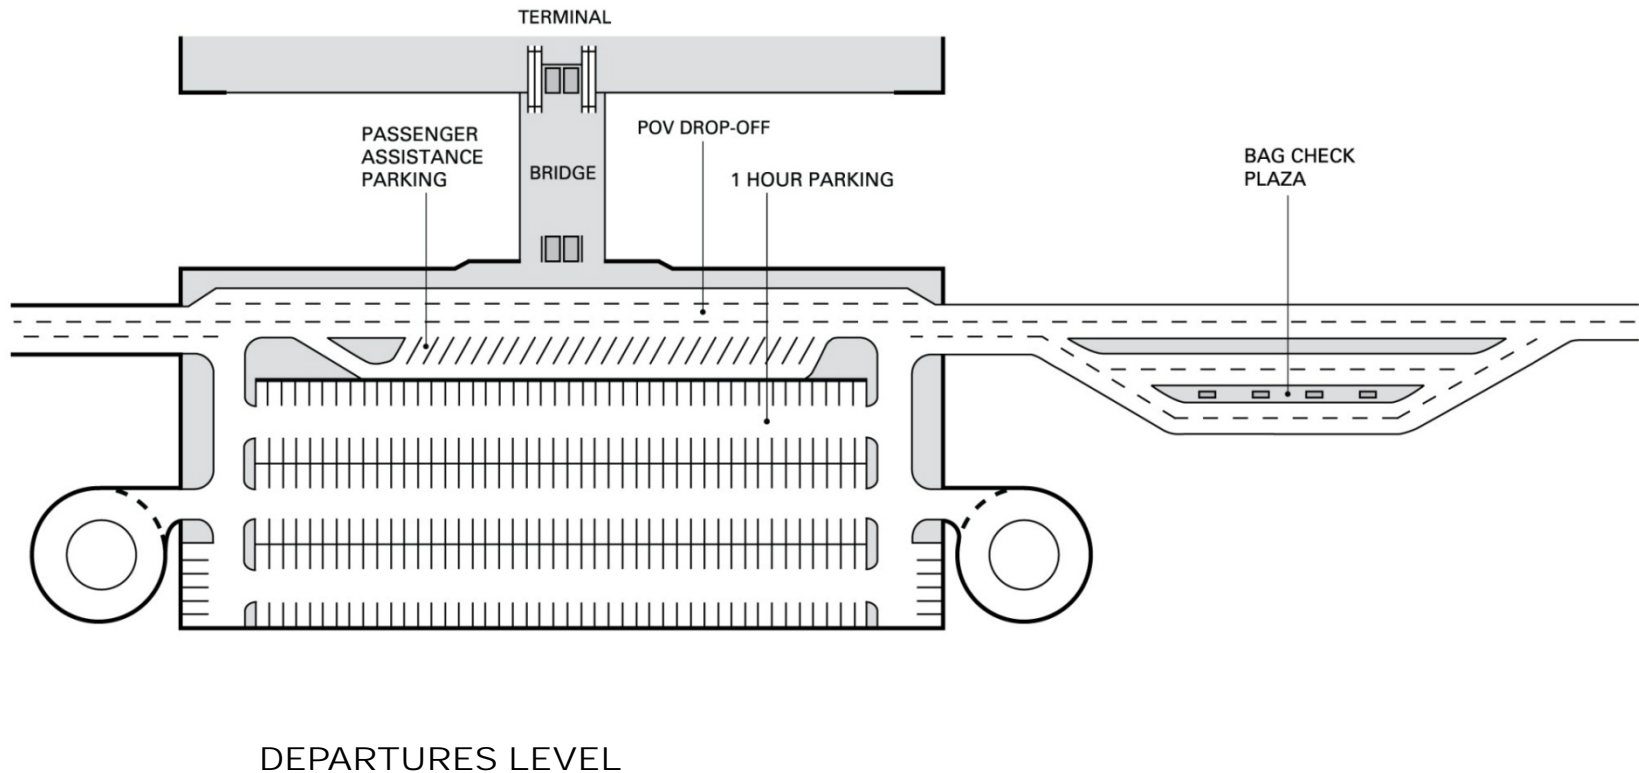 TERMINAL
PASSENGER
ASSISTANCE
PARKING
BRIDGE
POV DROP-OFF
1 HOUR PARKING
BAG CHECK
PLAZA
DEPARTURES LEVEL